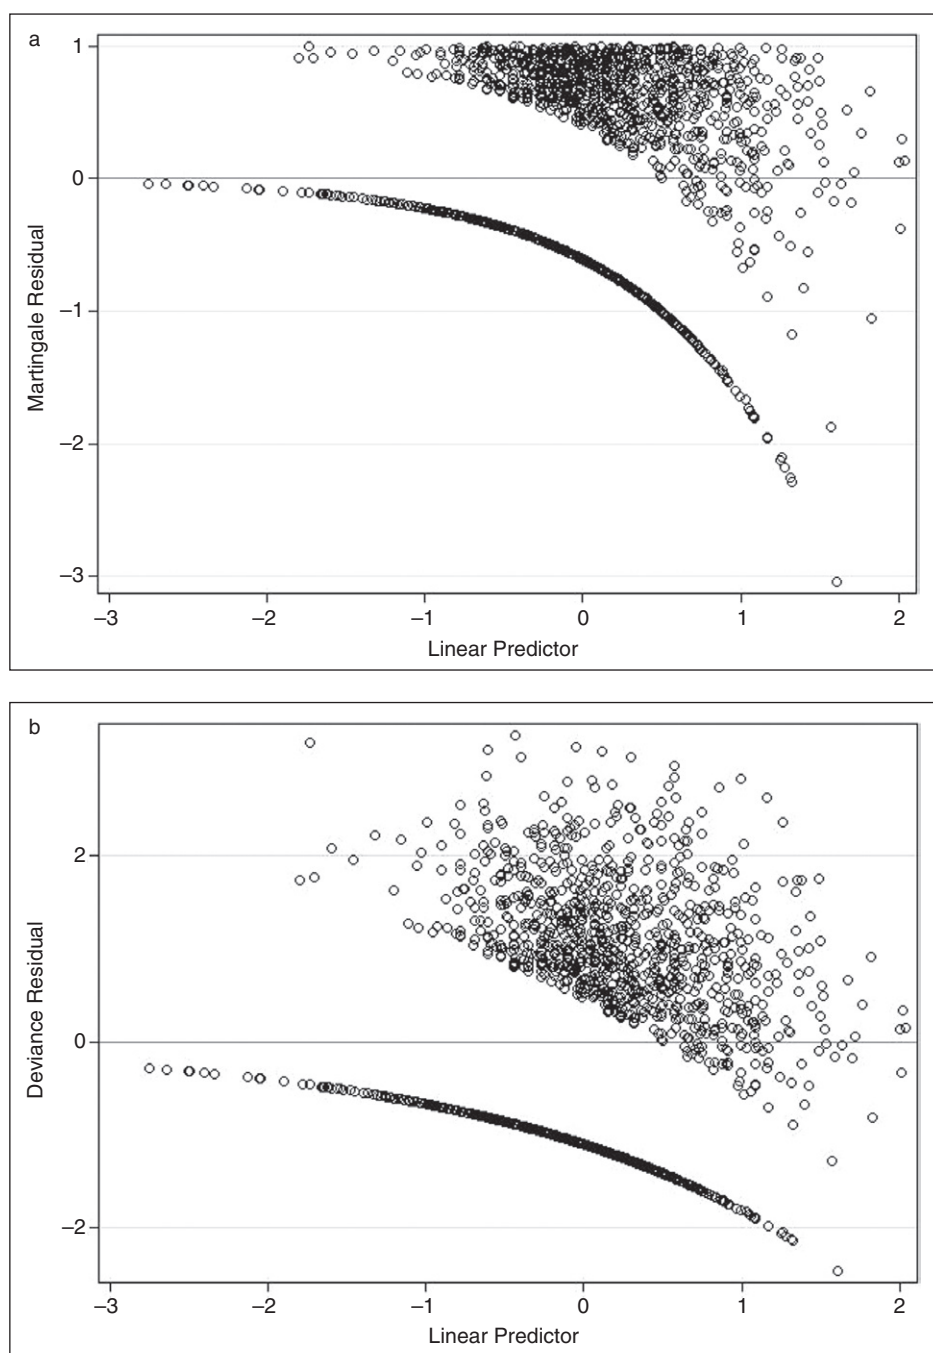 a
1
0
−1
−2
−3
Martingale Residual
−3 −2 −1 0 1 2
Linear Predictor
b
2
0
−2
Deviance Residual
−3 −2 −1 0 1 2
Linear Predictor